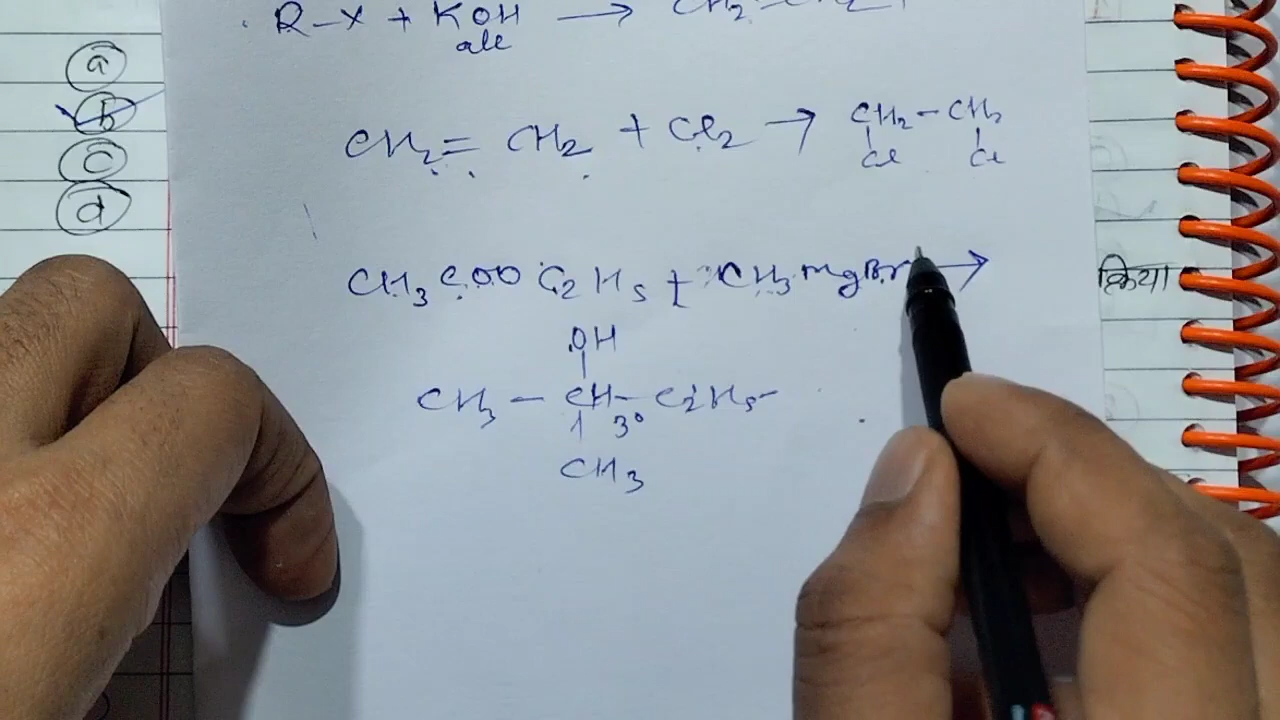 R-X + KOH →
alc
a
b
c
d
CH2 = CH2 + Cl2 → CH2 - CH2
Cl Cl
CH3COOC2H5 + CH3MgBr →
क्रिया
OH
CH3 - CH - C2H5
3°
CH3